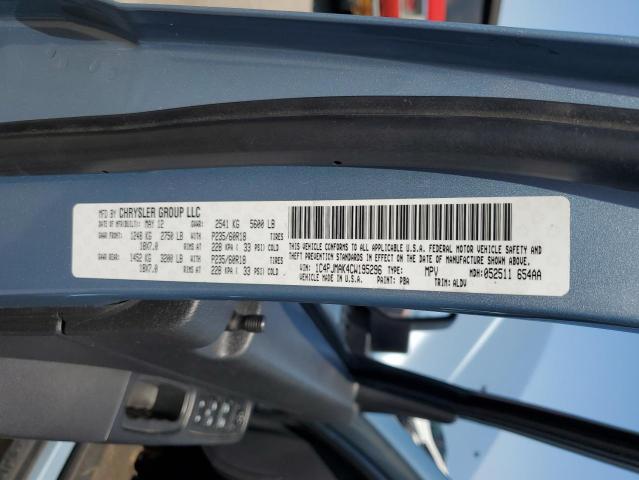 MFD BY CHRYSLER GROUP LLC
DATE OF MFR/BUILT: MAY 12 GVWR: 2541 KG 5600 LB
GAWR FRONT: 1248 KG 2750 LB WITH P235/60R18 TIRES
18X7.0 RIMS AT 228 KPA ( 33 PSI) COLD
GAWR REAR: 1452 KG 3200 LB WITH P235/60R18 TIRES
18X7.0 RIMS AT 228 KPA ( 33 PSI) COLD
THIS VEHICLE CONFORMS TO ALL APPLICABLE U.S.A. FEDERAL MOTOR VEHICLE SAFETY AND
THEFT PREVENTION STANDARDS IN EFFECT ON THE DATE OF MANUFACTURE SHOWN ABOVE.
VIN: 1C4PJMAK4CW195296 TYPE: MPV MDH: 052511 654AA
VEHICLE MADE IN U.S.A. PAINT: PBA TRIM: ALDV